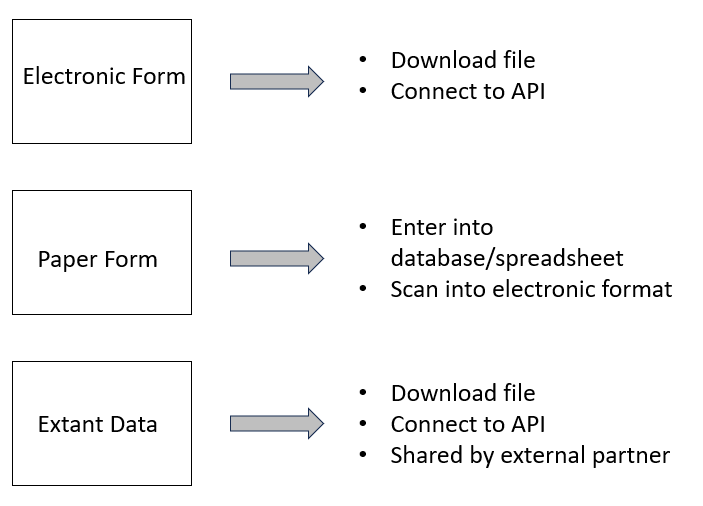 Electronic Form
• Download file
• Connect to API
Paper Form
• Enter into
database/spreadsheet
• Scan into electronic format
Extant Data
• Download file
• Connect to API
• Shared by external partner